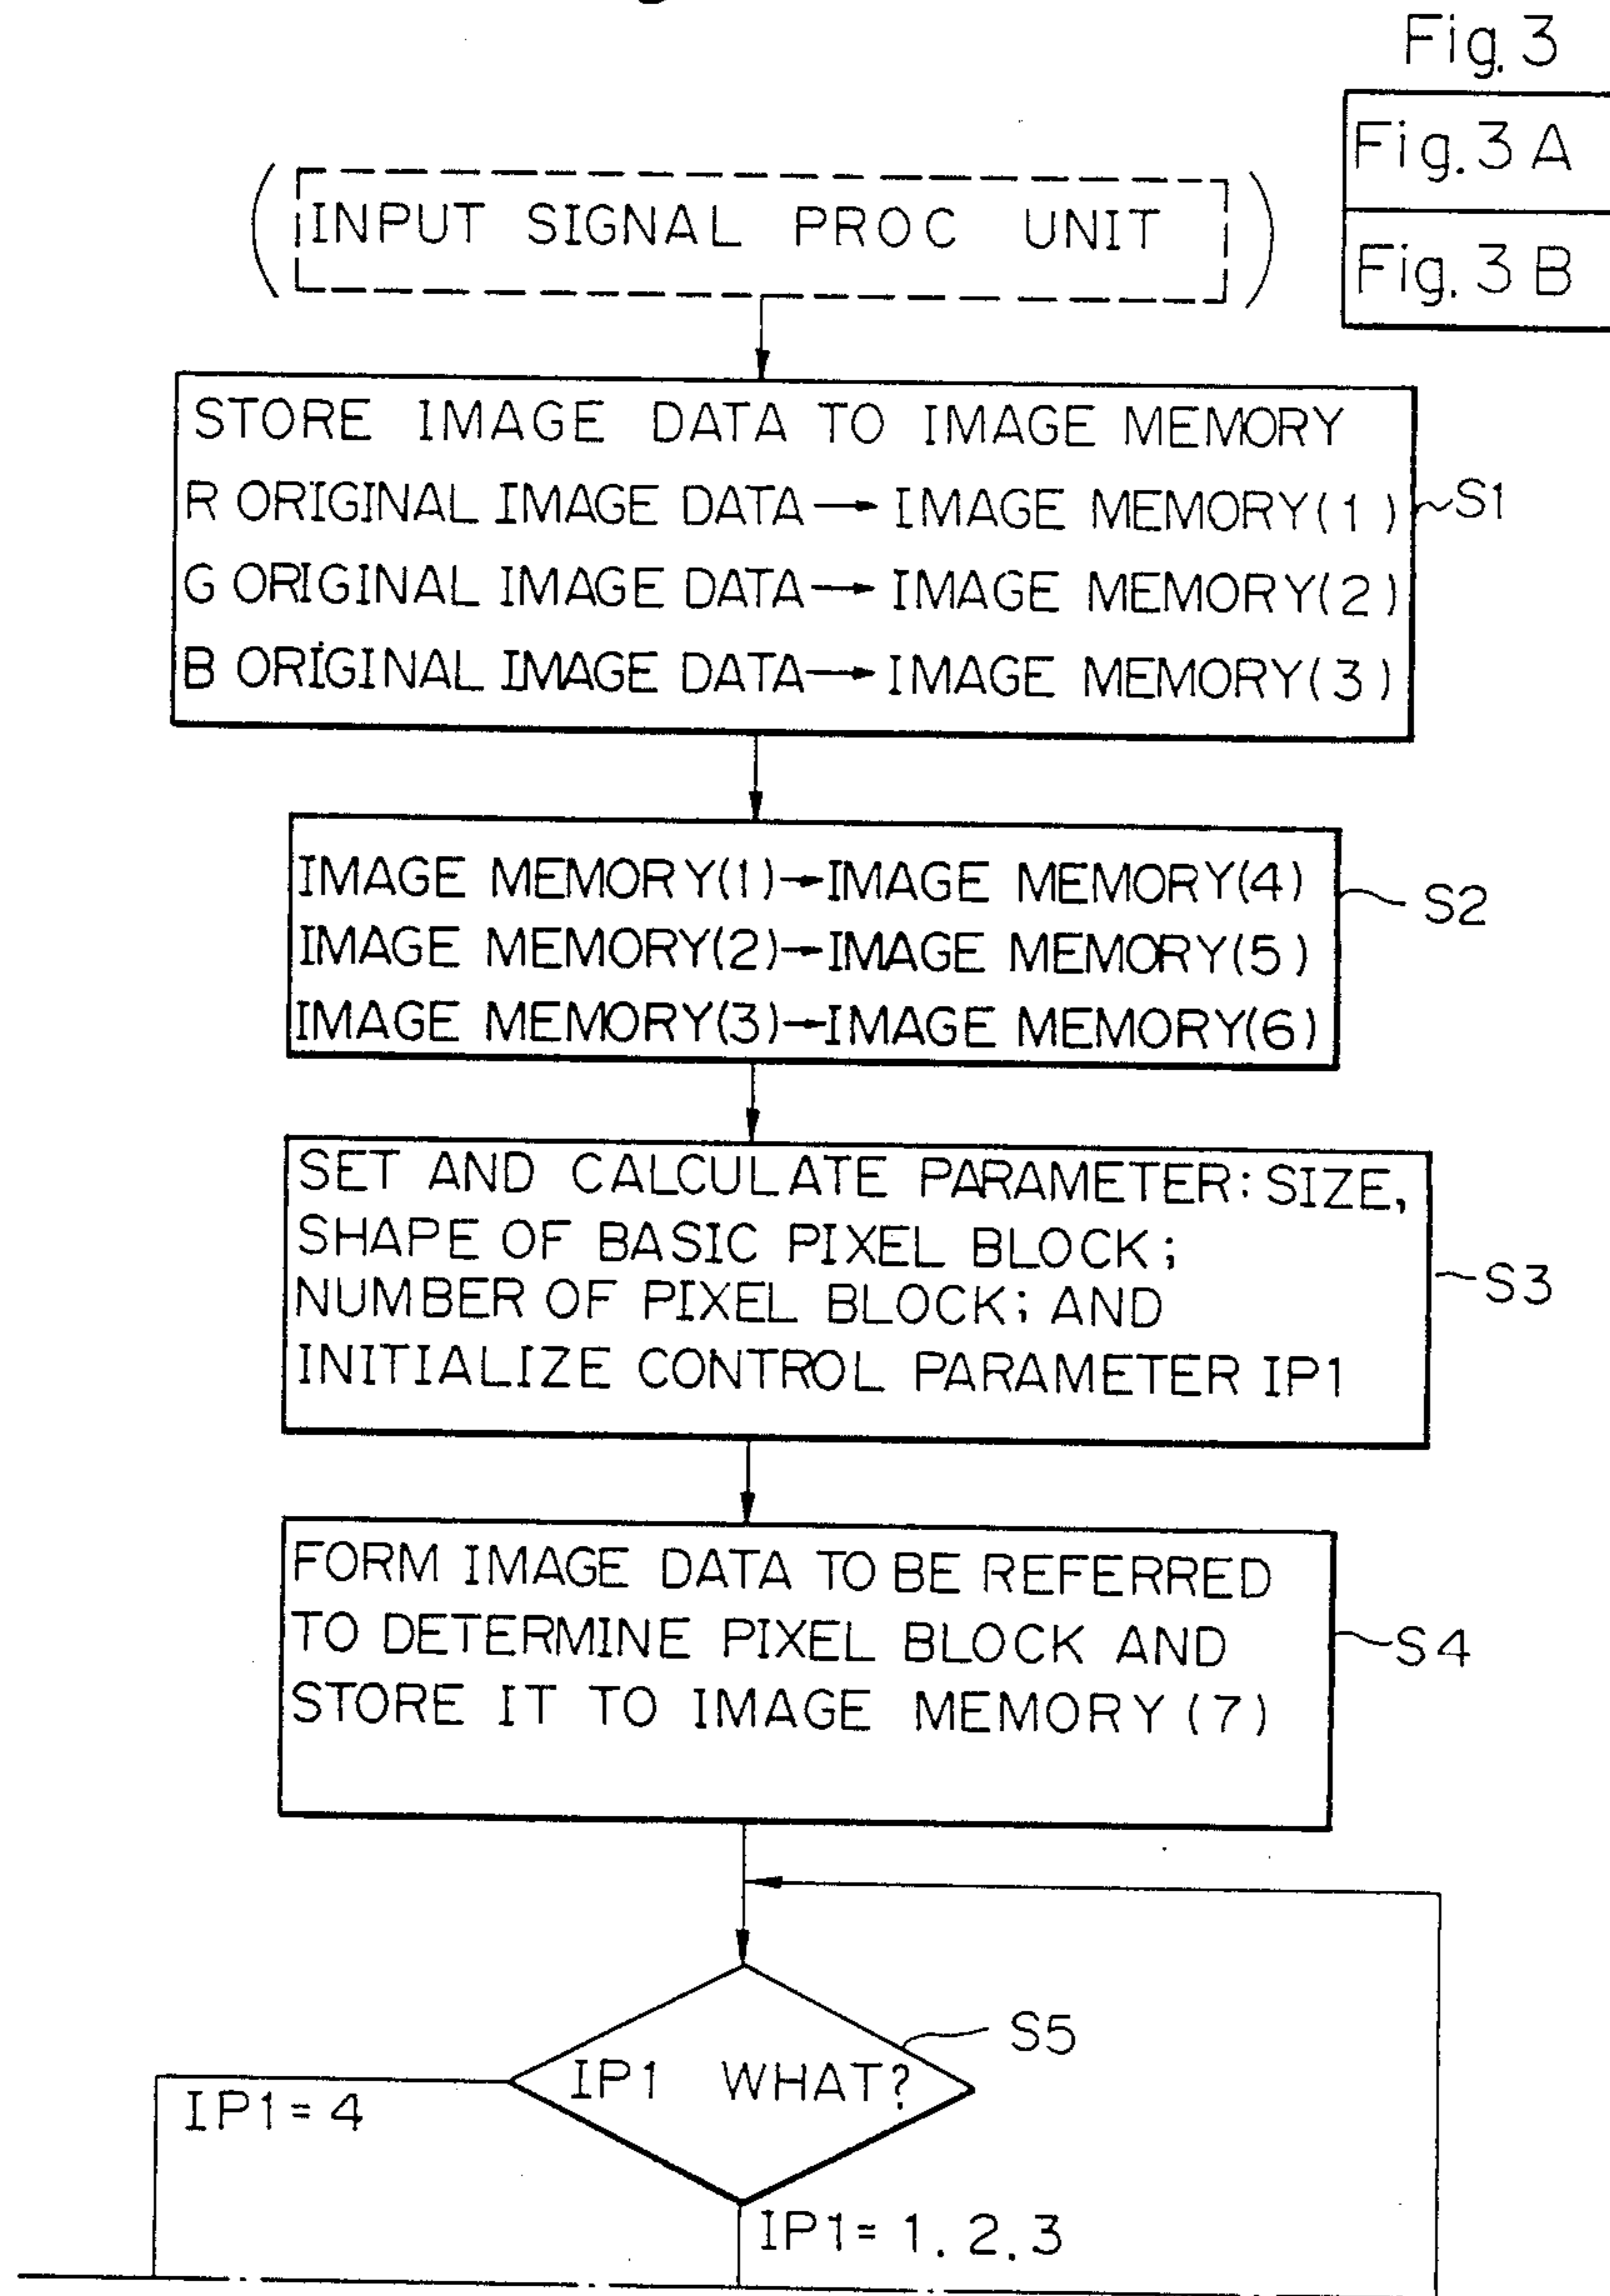 Fig. 3
Fig. 3 A
Fig. 3 B
(INPUT SIGNAL PROC UNIT)
STORE IMAGE DATA TO IMAGE MEMORY
R ORIGINAL IMAGE DATA → IMAGE MEMORY(1)
G ORIGINAL IMAGE DATA → IMAGE MEMORY(2)
B ORIGINAL IMAGE DATA → IMAGE MEMORY(3)
S1
IMAGE MEMORY(1) → IMAGE MEMORY(4)
IMAGE MEMORY(2) → IMAGE MEMORY(5)
IMAGE MEMORY(3) → IMAGE MEMORY(6)
S2
SET AND CALCULATE PARAMETER: SIZE,
SHAPE OF BASIC PIXEL BLOCK;
NUMBER OF PIXEL BLOCK; AND
INITIALIZE CONTROL PARAMETER IP1
S3
FORM IMAGE DATA TO BE REFERRED
TO DETERMINE PIXEL BLOCK AND
STORE IT TO IMAGE MEMORY (7)
S4
S5
IP1 WHAT?
IP1 = 4
IP1 = 1. 2. 3